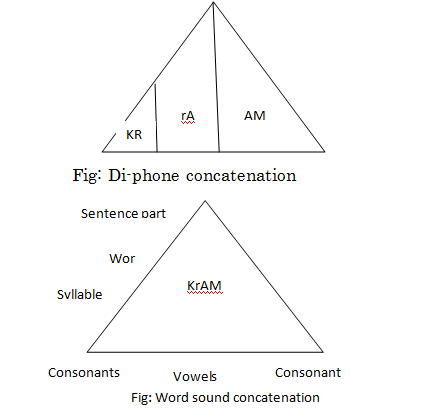 rA
AM
KR
Fig: Di-phone concatenation
Sentence part
Wor
KrAM
Syllable
Consonants
Vowels
Consonant
Fig: Word sound concatenation